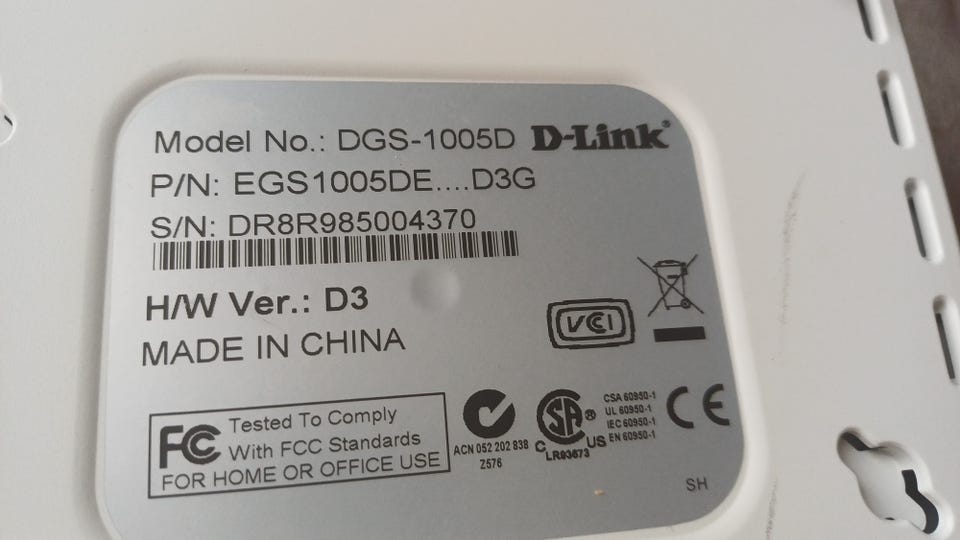 Model No.: DGS-1005D D-Link®
P/N: EGS1005DE....D3G
S/N: DR8R985004370
H/W Ver.: D3
MADE IN CHINA
VCI
FC Tested To Comply
With FCC Standards
FOR HOME OR OFFICE USE
ACN 052 202 838
Z576
SA ®
C US
LR93673
CSA 60950-1
UL 60950-1
IEC 60950-1
EN 60950-1
CE
SH